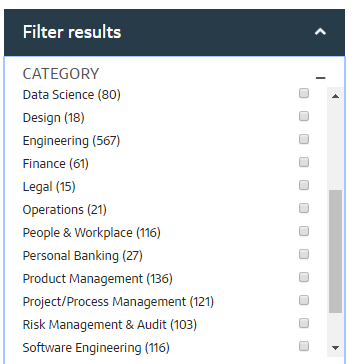 Filter results
CATEGORY
Data Science (80)
Design (18)
Engineering (567)
Finance (61)
Legal (15)
Operations (21)
People & Workplace (116)
Personal Banking (27)
Product Management (136)
Project/Process Management (121)
Risk Management & Audit (103)
Software Engineering (116)